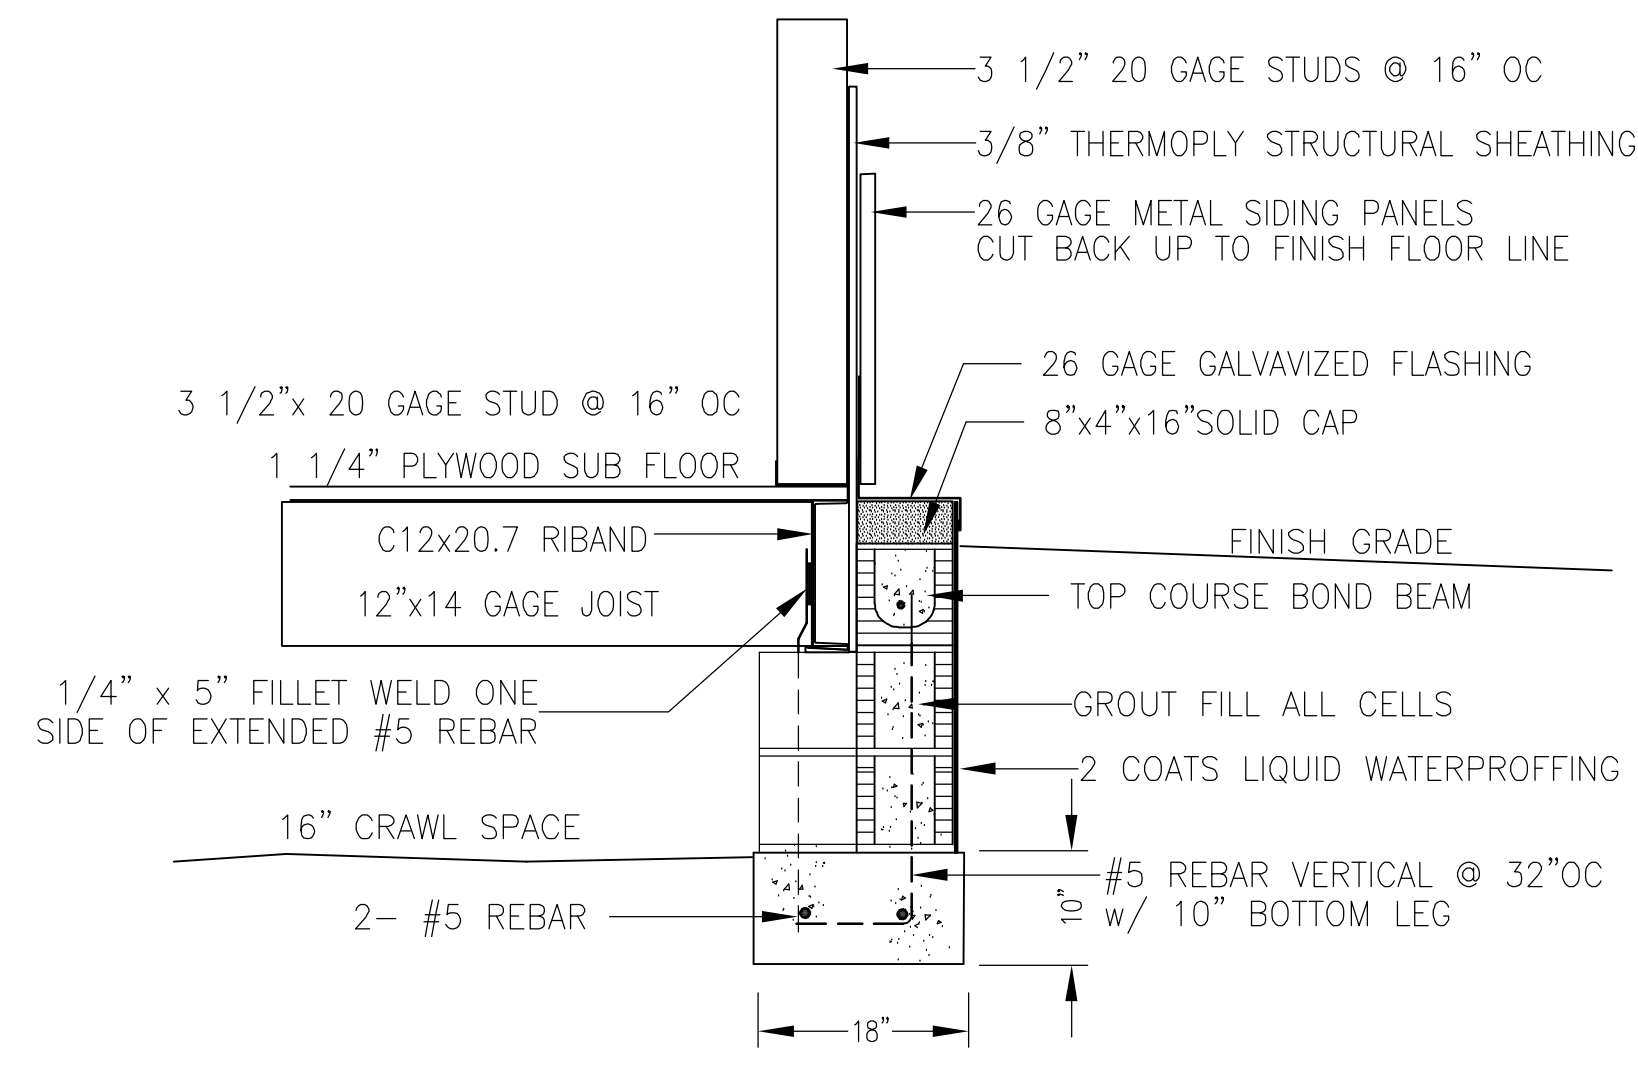 3 1/2” 20 GAGE STUDS @ 16” OC
3/8” THERMOPLY STRUCTURAL SHEATHING
26 GAGE METAL SIDING PANELS
CUT BACK UP TO FINISH FLOOR LINE
26 GAGE GALVAVIZED FLASHING
3 1/2”x 20 GAGE STUD @ 16” OC
8”x4”x16”SOLID CAP
1 1/4” PLYWOOD SUB FLOOR
C12x20.7 RIBAND
FINISH GRADE
12”x14 GAGE JOIST
TOP COURSE BOND BEAM
1/4” x 5” FILLET WELD ONE
SIDE OF EXTENDED #5 REBAR
GROUT FILL ALL CELLS
2 COATS LIQUID WATERPROFFING
16” CRAWL SPACE
#5 REBAR VERTICAL @ 32”OC
w/ 10” BOTTOM LEG
10”
2- #5 REBAR
18”